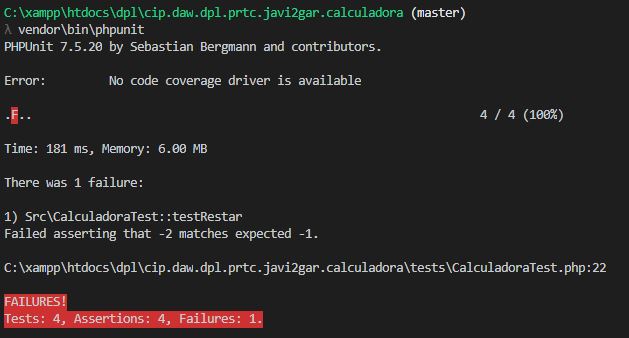 C:\xampp\htdocs\dpl\cip.daw.dpl.prtc.javi2gar.calculadora (master)
λ vendor\bin\phpunit
PHPUnit 7.5.20 by Sebastian Bergmann and contributors.
Error:         No code coverage driver is available
.F..                                                                4 / 4 (100%)
Time: 181 ms, Memory: 6.00 MB
There was 1 failure:
1) Src\CalculadoraTest::testRestar
Failed asserting that -2 matches expected -1.
C:\xampp\htdocs\dpl\cip.daw.dpl.prtc.javi2gar.calculadora\tests\CalculadoraTest.php:22
FAILURES!
Tests: 4, Assertions: 4, Failures: 1.